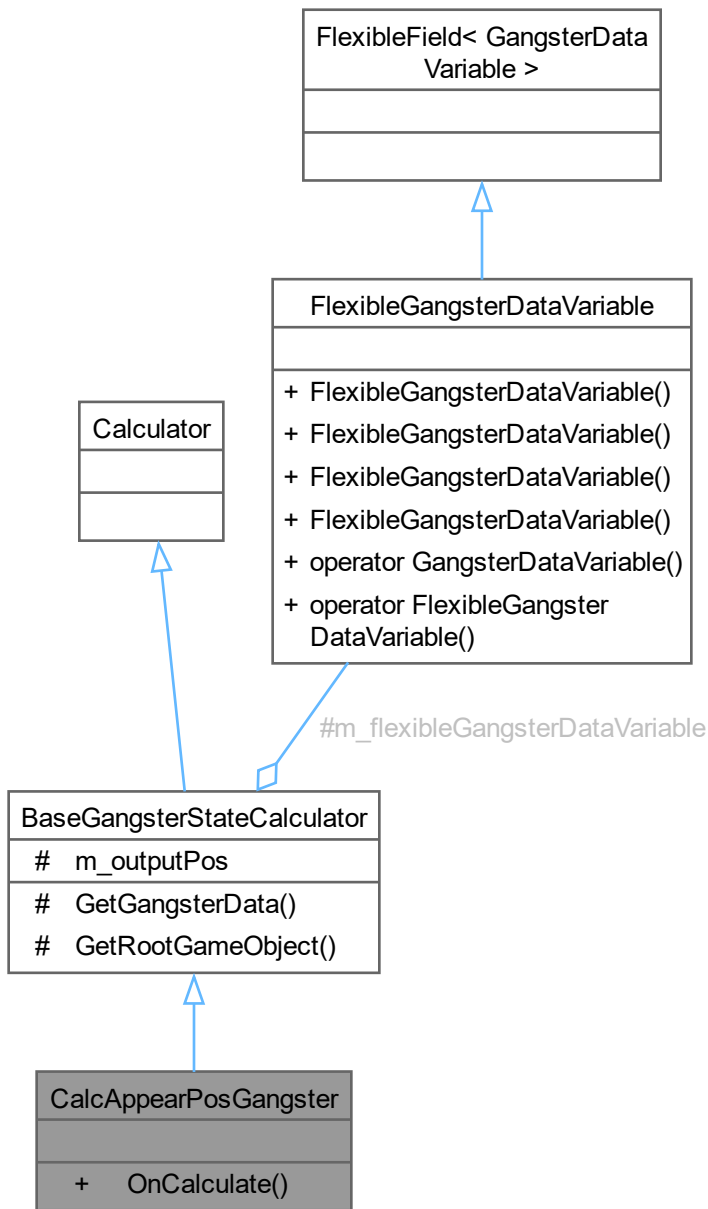 FlexibleField< GangsterData
Variable >
FlexibleGangsterDataVariable
+ FlexibleGangsterDataVariable()
+ FlexibleGangsterDataVariable()
+ FlexibleGangsterDataVariable()
+ FlexibleGangsterDataVariable()
+ operator GangsterDataVariable()
+ operator FlexibleGangster
DataVariable()
Calculator
#m_flexibleGangsterDataVariable
BaseGangsterStateCalculator
# m_outputPos
# GetGangsterData()
# GetRootGameObject()
CalcAppearPosGangster
+ OnCalculate()